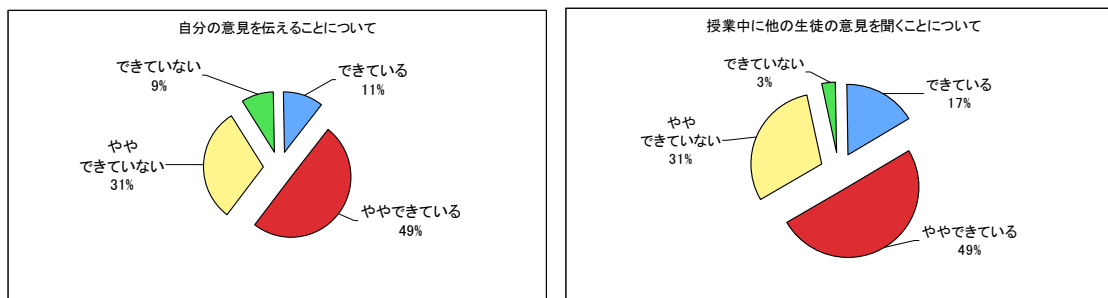 自分の意見を伝えることについて
できていない
9%
できている
11%
やや
できていない
31%
ややできている
49%
授業中に他の生徒の意見を聞くことについて
できていない
3%
できている
17%
やや
できていない
31%
ややできている
49%